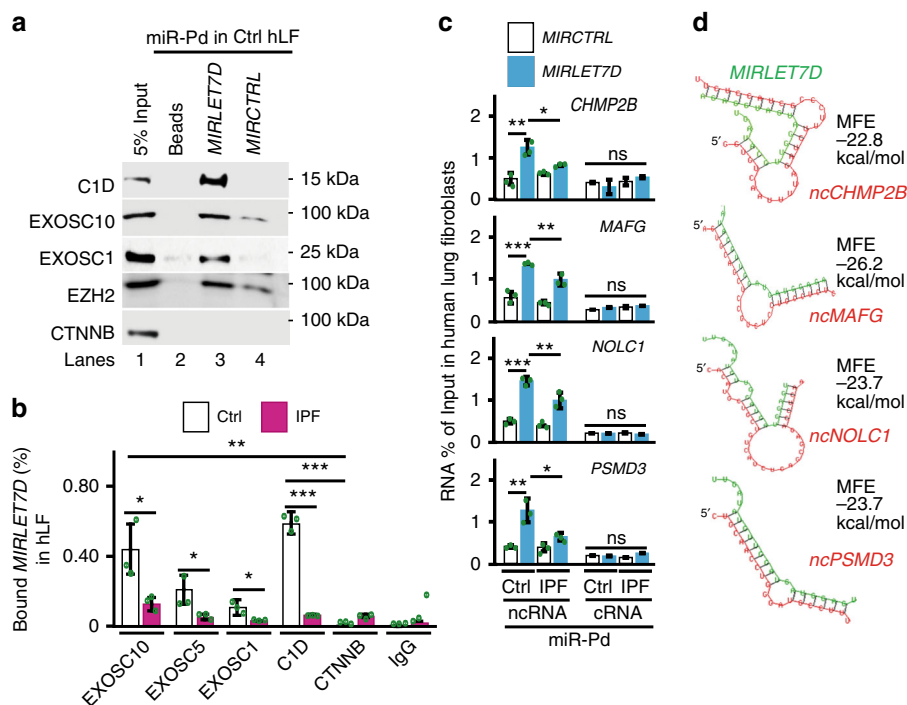 a
miR-Pd in Ctrl hLF
5% Input
Beads
MIRLET7D
MIRCTRL
C1D
15 kDa
EXOSC10
100 kDa
EXOSC1
25 kDa
EZH2
100 kDa
CTNNB
100 kDa
Lanes 1 2 3 4
b
Ctrl IPF
Bound MIRLET7D (%)
in hLF
0.80
0.40
0
**
***
*
***
*
*
EXOSC10
EXOSC5
EXOSC1
C1D
CTNNB
IgG
c
MIRCTRL
MIRLET7D
RNA % of Input in human lung fibroblasts
CHMP2B
2
1
0
** *
ns
MAFG
2
1
0
*** **
ns
NOLC1
2
1
0
*** **
ns
PSMD3
2
1
0
** *
ns
Ctrl IPF Ctrl IPF
ncRNA cRNA
miR-Pd
d
MIRLET7D
5′
MFE
–22.8
kcal/mol
ncCHMP2B
5′
MFE
–26.2
kcal/mol
ncMAFG
5′
MFE
–23.7
kcal/mol
ncNOLC1
5′
MFE
–23.7
kcal/mol
ncPSMD3